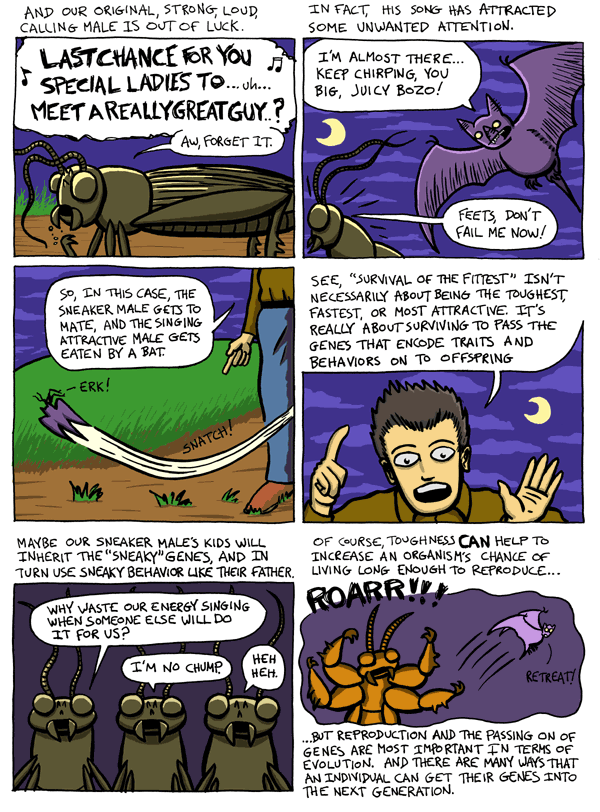 AND OUR ORIGINAL, STRONG, LOUD,
CALLING MALE IS OUT OF LUCK.
LAST CHANCE FOR YOU
SPECIAL LADIES TO...uh...
MEET A REALLY GREAT GUY..?
AW, FORGET IT.
IN FACT, HIS SONG HAS ATTRACTED
SOME UNWANTED ATTENTION.
I'M ALMOST THERE...
KEEP CHIRPING, YOU
BIG, JUICY BOZO!
FEETS, DON'T
FAIL ME NOW!
SO, IN THIS CASE, THE
SNEAKER MALE GETS TO
MATE, AND THE SINGING
ATTRACTIVE MALE GETS
EATEN BY A BAT.
ERK!
SNATCH!
SEE, "SURVIVAL OF THE FITTEST" ISN'T
NECESSARILY ABOUT BEING THE TOUGHEST,
FASTEST, OR MOST ATTRACTIVE. IT'S
REALLY ABOUT SURVIVING TO PASS THE
GENES THAT ENCODE TRAITS AND
BEHAVIORS ON TO OFFSPRING
MAYBE OUR SNEAKER MALE'S KIDS WILL
INHERIT THE "SNEAKY" GENES, AND IN
TURN USE SNEAKY BEHAVIOR LIKE THEIR FATHER.
WHY WASTE OUR ENERGY SINGING
WHEN SOMEONE ELSE WILL DO
IT FOR US?
I'M NO CHUMP.
HEH
HEH.
OF COURSE, TOUGHNESS CAN HELP TO
INCREASE AN ORGANISM'S CHANCE OF
LIVING LONG ENOUGH TO REPRODUCE...
ROARR!!!
RETREAT!
...BUT REPRODUCTION AND THE PASSING ON OF
GENES ARE MOST IMPORTANT IN TERMS OF
EVOLUTION. AND THERE ARE MANY WAYS THAT
AN INDIVIDUAL CAN GET THEIR GENES INTO
THE NEXT GENERATION.